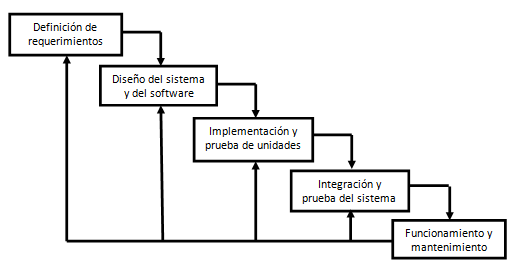 Definición de
requerimientos
Diseño del sistema
y del software
Implementación y
prueba de unidades
Integración y
prueba del sistema
Funcionamiento y
mantenimiento